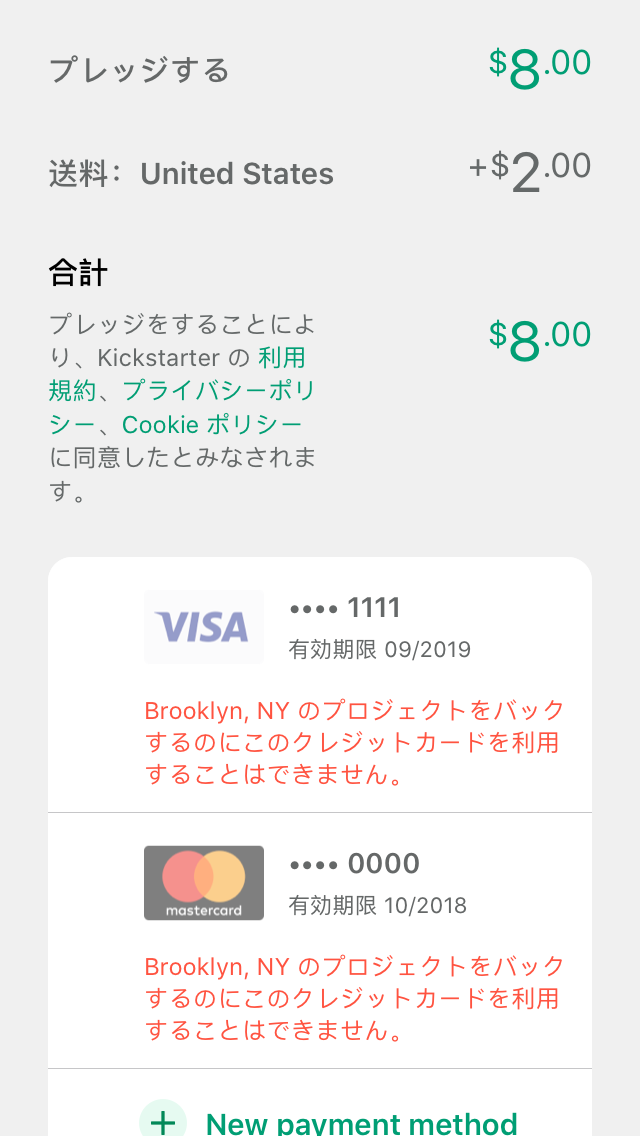 プレッジする $8.00
送料： United States +$2.00
合計
プレッジをすることによ
り、Kickstarter の 利用
規約、プライバシーポリ
シー、Cookie ポリシー
に同意したとみなされま
す。
$8.00
VISA
•••• 1111
有効期限 09/2019
Brooklyn, NY のプロジェクトをバック
するのにこのクレジットカードを利用
することはできません。
mastercard
•••• 0000
有効期限 10/2018
Brooklyn, NY のプロジェクトをバック
するのにこのクレジットカードを利用
することはできません。
+ New payment method